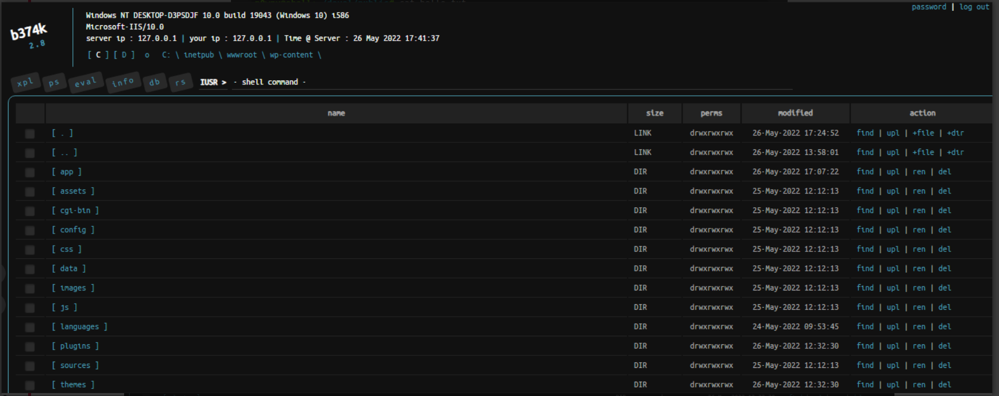 password | log out
b374k
2.8
Windows NT DESKTOP-D3PSDJF 10.0 build 19043 (Windows 10) i586
Microsoft-IIS/10.0
server ip : 127.0.0.1 | your ip : 127.0.0.1 | Time @ Server : 26 May 2022 17:41:37
[ C ] [ D ] o C: \ inetpub \ wwwroot \ wp-content \
xpl ps eval info db rs IUSR > - shell command -
name size perms modified action
[ . ] LINK drwxrwxrwx 26-May-2022 17:24:52 find | upl | +file | +dir
[ .. ] LINK drwxrwxrwx 26-May-2022 13:58:01 find | upl | +file | +dir
[ app ] DIR drwxrwxrwx 26-May-2022 17:07:22 find | upl | ren | del
[ assets ] DIR drwxrwxrwx 25-May-2022 12:12:13 find | upl | ren | del
[ cgi-bin ] DIR drwxrwxrwx 25-May-2022 12:12:13 find | upl | ren | del
[ config ] DIR drwxrwxrwx 25-May-2022 12:12:13 find | upl | ren | del
[ css ] DIR drwxrwxrwx 25-May-2022 12:12:13 find | upl | ren | del
[ data ] DIR drwxrwxrwx 25-May-2022 12:12:13 find | upl | ren | del
[ images ] DIR drwxrwxrwx 25-May-2022 12:12:13 find | upl | ren | del
[ js ] DIR drwxrwxrwx 25-May-2022 12:12:13 find | upl | ren | del
[ languages ] DIR drwxrwxrwx 24-May-2022 09:53:45 find | upl | ren | del
[ plugins ] DIR drwxrwxrwx 26-May-2022 12:32:30 find | upl | ren | del
[ sources ] DIR drwxrwxrwx 25-May-2022 12:12:13 find | upl | ren | del
[ themes ] DIR drwxrwxrwx 26-May-2022 12:32:30 find | upl | ren | del